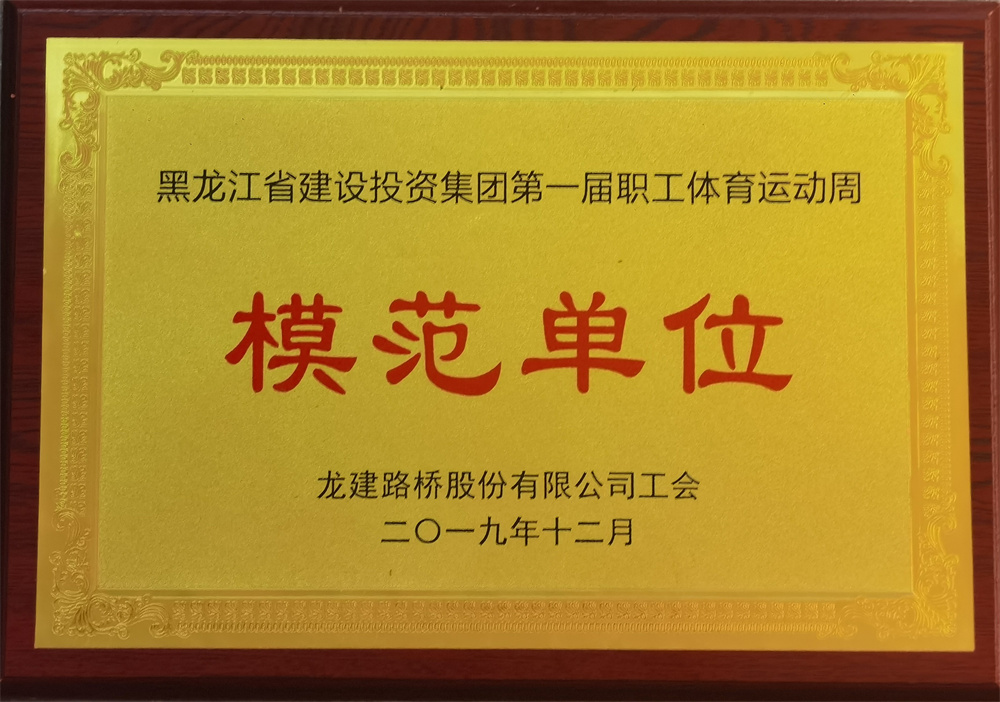 黑龙江省建设投资集团第一届职工体育运动周
模范单位
龙建路桥股份有限公司工会
二〇一九年十二月